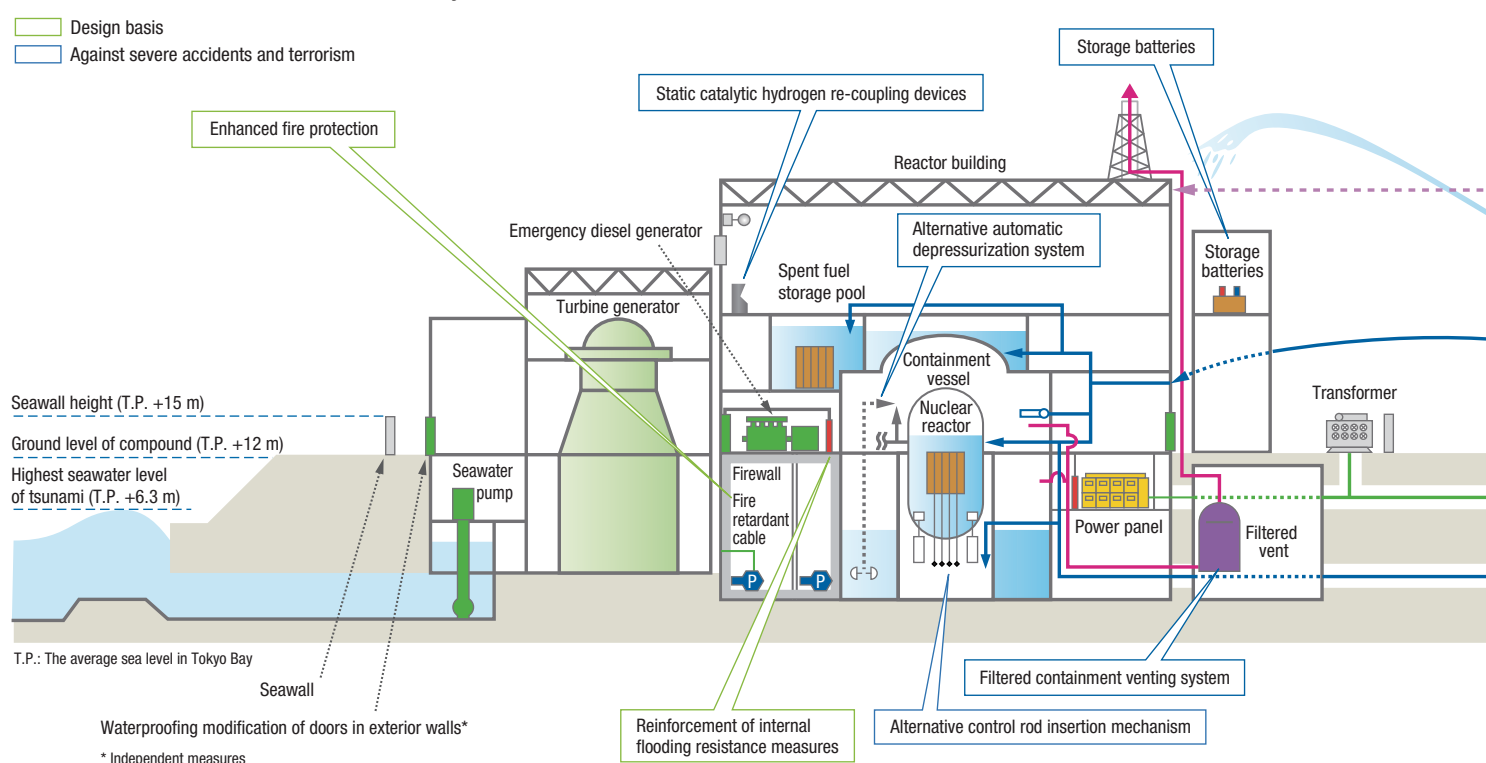 Design basis
Against severe accidents and terrorism
Storage batteries
Static catalytic hydrogen re-coupling devices
Enhanced fire protection
Reactor building
Emergency diesel generator
Alternative automatic
depressurization system
Storage
batteries
Spent fuel
storage pool
Turbine generator
Containment
vessel
Transformer
Seawall height (T.P. +15 m)
Nuclear
reactor
Ground level of compound (T.P. +12 m)
Highest seawater level
of tsunami (T.P. +6.3 m)
Seawater
pump
Firewall
Fire
retardant
cable
Power panel
Filtered
vent
P
P
T.P.: The average sea level in Tokyo Bay
Seawall
Filtered containment venting system
Waterproofing modification of doors in exterior walls*
Reinforcement of internal
flooding resistance measures
Alternative control rod insertion mechanism
* Independent measures